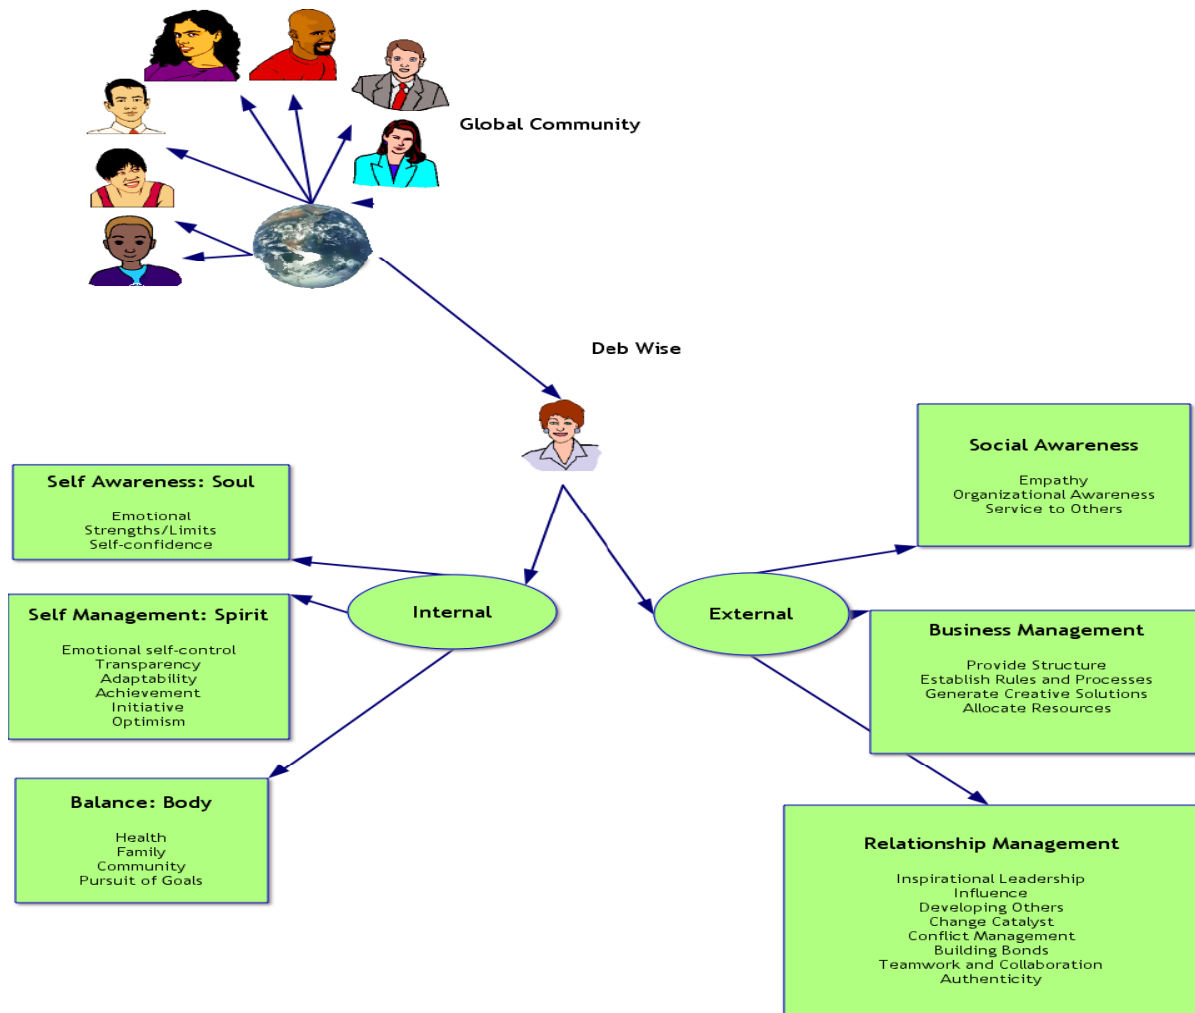 Global Community
Deb Wise
Self Awareness: Soul
Emotional
Strengths/Limits
Self-confidence
Self Management: Spirit
Emotional self-control
Transparency
Adaptability
Achievement
Initiative
Optimism
Balance: Body
Health
Family
Community
Pursuit of Goals
Internal
External
Social Awareness
Empathy
Organizational Awareness
Service to Others
Business Management
Provide Structure
Establish Rules and Processes
Generate Creative Solutions
Allocate Resources
Relationship Management
Inspirational Leadership
Influence
Developing Others
Change Catalyst
Conflict Management
Building Bonds
Teamwork and Collaboration
Authenticity